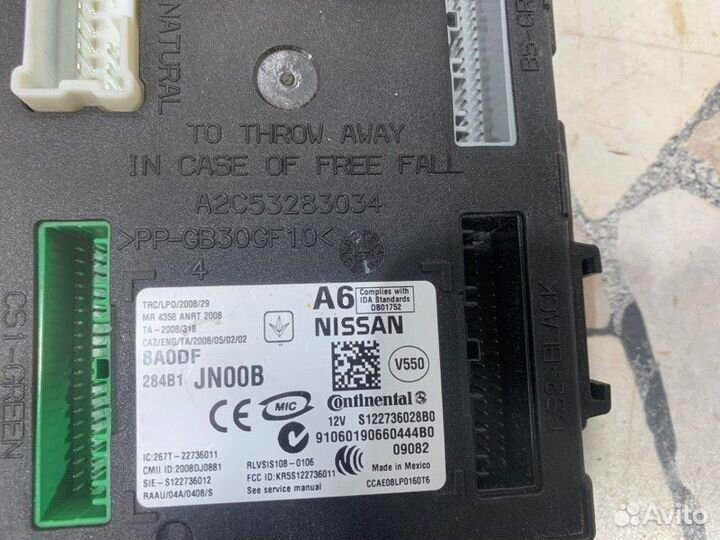 NATURAL
BS-GR
TO THROW AWAY
IN CASE OF FREE FALL
A2C53283034
>PP-GB30GF10<
4
CS1-GREEN
CS2-BLACK
TRC/LPD/2008/29
MR 4358 ANRT 2008
TA-2008/318
CAZ/ENG/TA/2008/05/02/02
8A0DF
284B1 JN00B
A6
Complies with
IDA Standards
DB01752
NISSAN
V550
CE
MIC
Continental
12V S122736028B0
91060190660444B0
09082
IC:267T-22736011
CMII ID:2008DJ0881
SIE-S122736012
RAAU/04A/0408/S
RLVSIS108-0106
FCC ID:KR5S122736011
See service manual
Made in Mexico
CCAE08LP0160T6
Avito